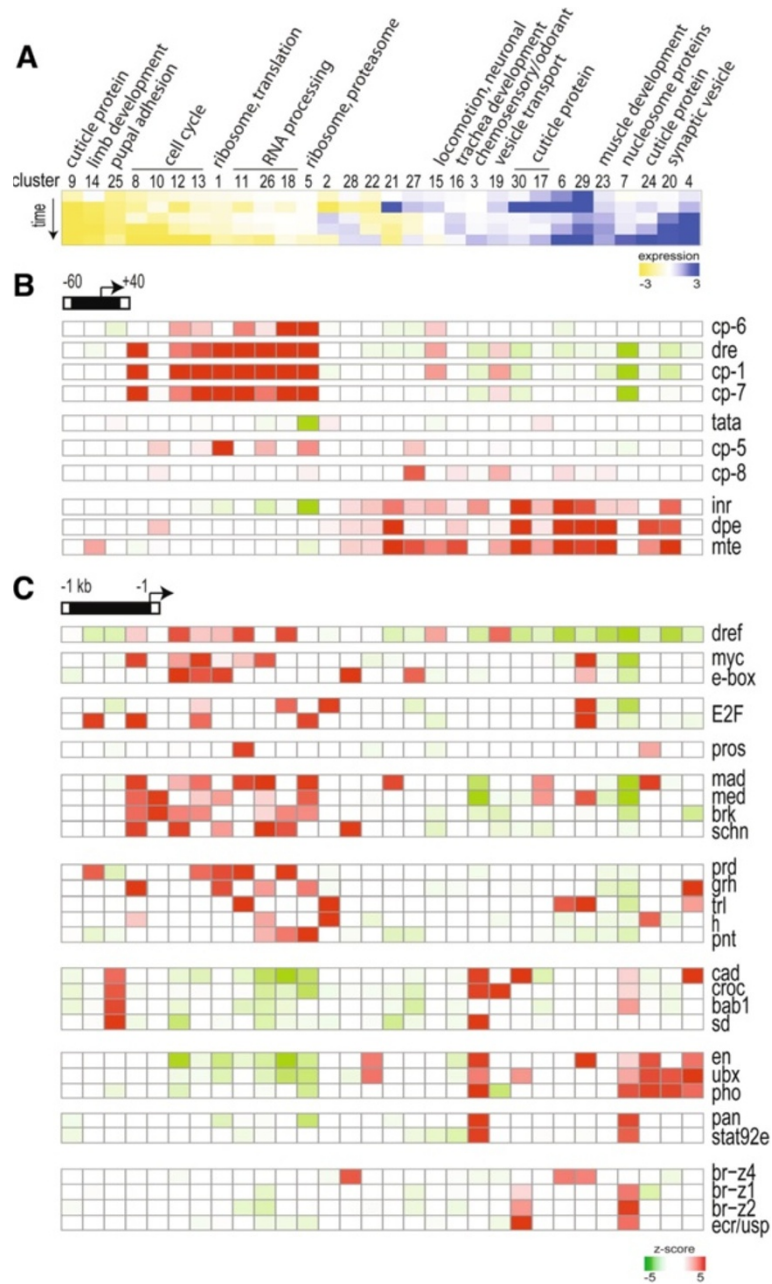 A
cuticle protein
limb development
pupal adhesion
cell cycle
ribosome, translation
RNA processing
ribosome, proteasome
locomotion, neuronal
trachea development
chemosensory/odorant
vesicle transport
cuticle protein
muscle development
nucleosome proteins
cuticle protein
synaptic vesicle
cluster 9 14 25 8 10 12 13 1 11 26 18 5 2 28 22 21 27 15 16 3 19 30 17 6 29 23 7 24 20 4
time
expression
-3 3
B
-60 +40
cp-6
dre
cp-1
cp-7
tata
cp-5
cp-8
inr
dpe
mte
C
-1 kb -1
dref
myc
e-box
E2F
pros
mad
med
brk
schn
prd
grh
trl
h
pnt
cad
croc
bab1
sd
en
ubx
pho
pan
stat92e
br-z4
br-z1
br-z2
ecr/usp
z-score
-5 5